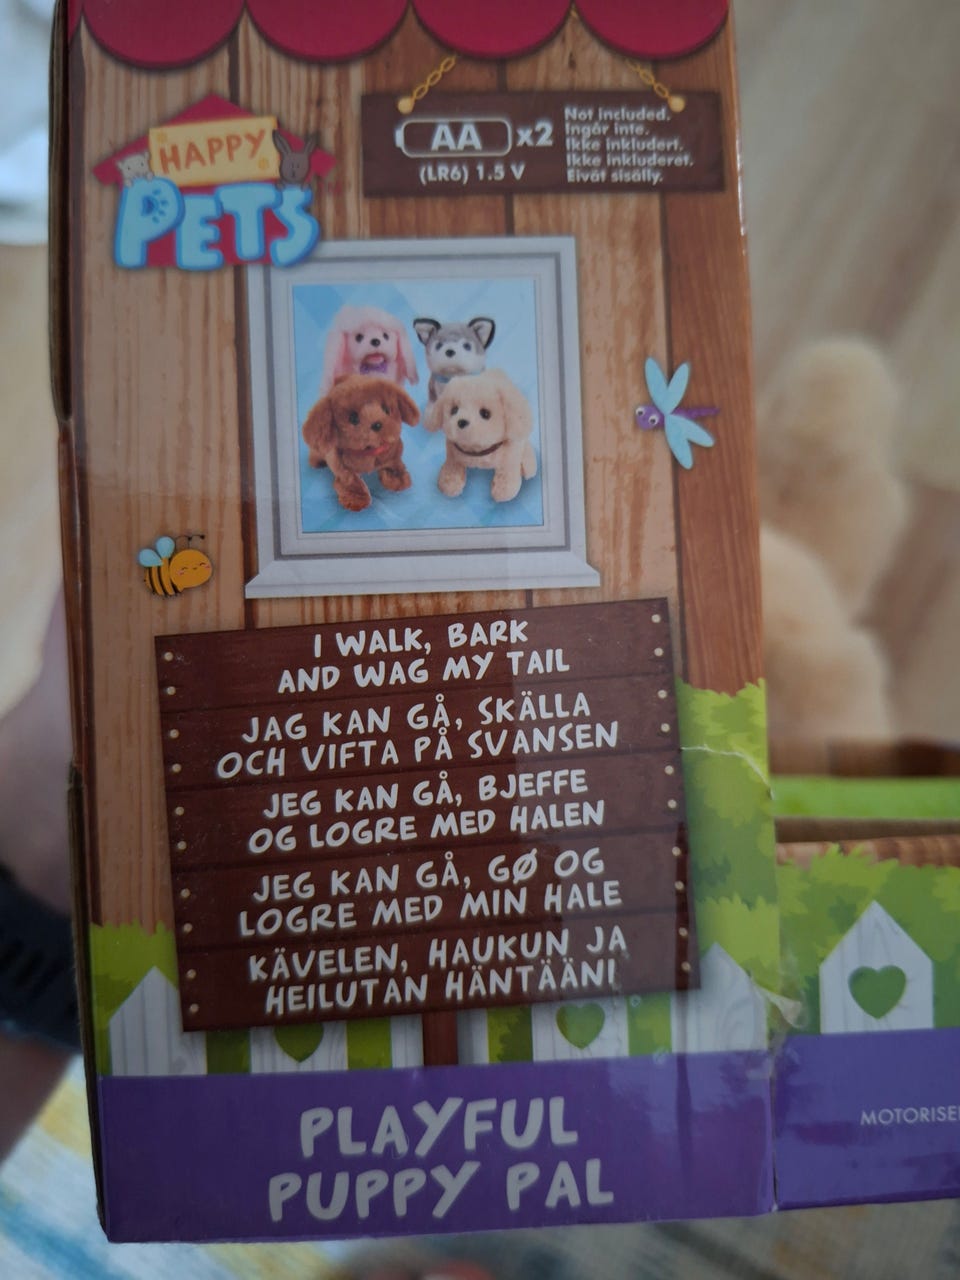 HAPPY
PETS
AA x2
(LR6) 1.5 V
Not included.
Ingår inte.
Ikke inkludert.
Ikke inkluderet.
Eivät sisälly.
I WALK, BARK
AND WAG MY TAIL
JAG KAN GÅ, SKÄLLA
OCH VIFTA PÅ SVANSEN
JEG KAN GÅ, BJEFFE
OG LOGRE MED HALEN
JEG KAN GÅ, GØ OG
LOGRE MED MIN HALE
KÄVELEN, HAUKUN JA
HEILUTAN HÄNTÄÄNI
PLAYFUL
PUPPY PAL